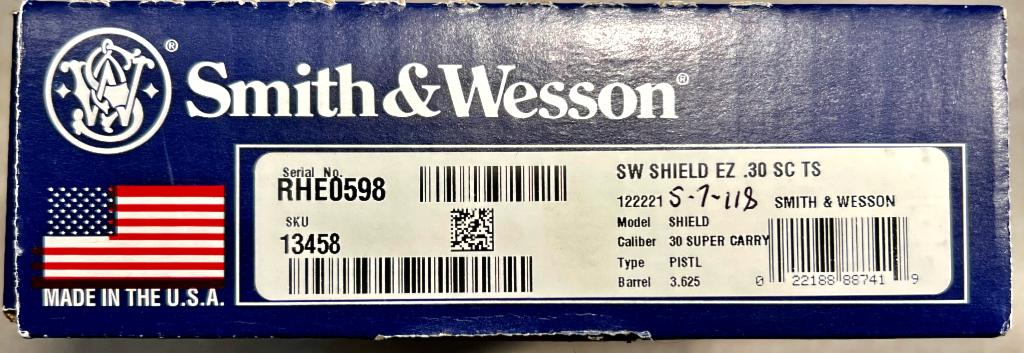 Smith & Wesson®
®
MADE IN THE U.S.A.
Serial No.
RHE0598
SKU
13458
SW SHIELD EZ .30 SC TS
122221 5-7-118 SMITH & WESSON
Model SHIELD
Caliber 30 SUPER CARRY
Type PISTL
Barrel 3.625
0 22188 88741 9